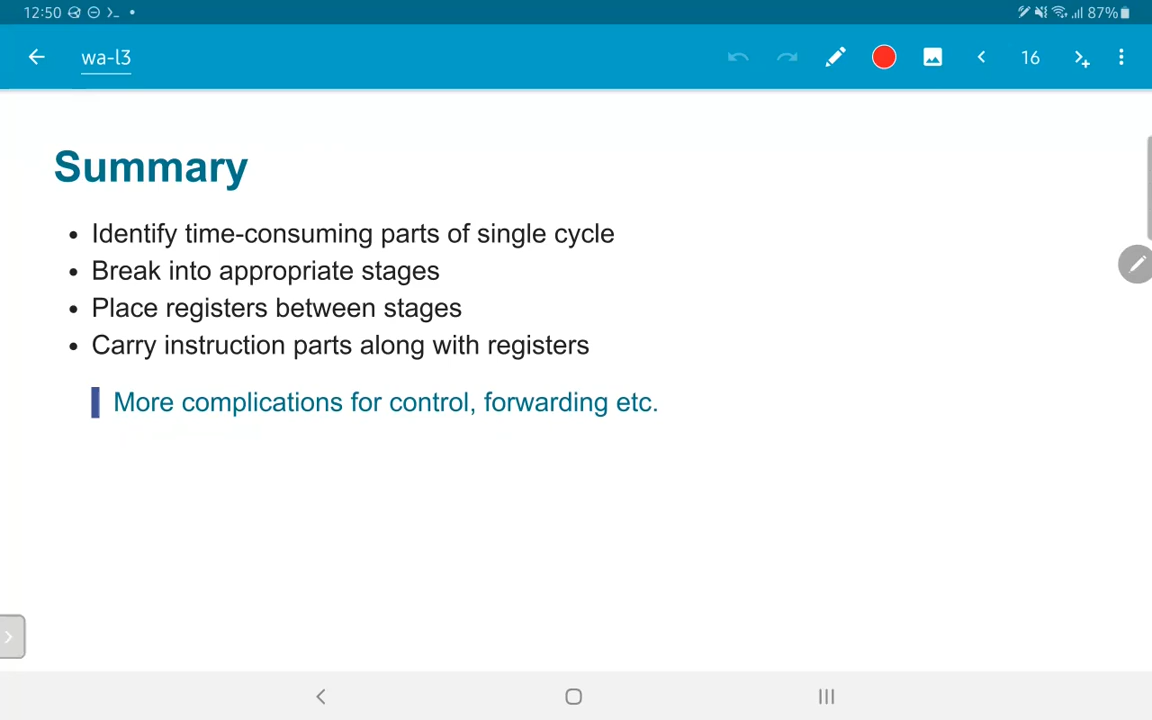 12:50 87%
wa-l3 16
Summary
• Identify time-consuming parts of single cycle
• Break into appropriate stages
• Place registers between stages
• Carry instruction parts along with registers
More complications for control, forwarding etc.